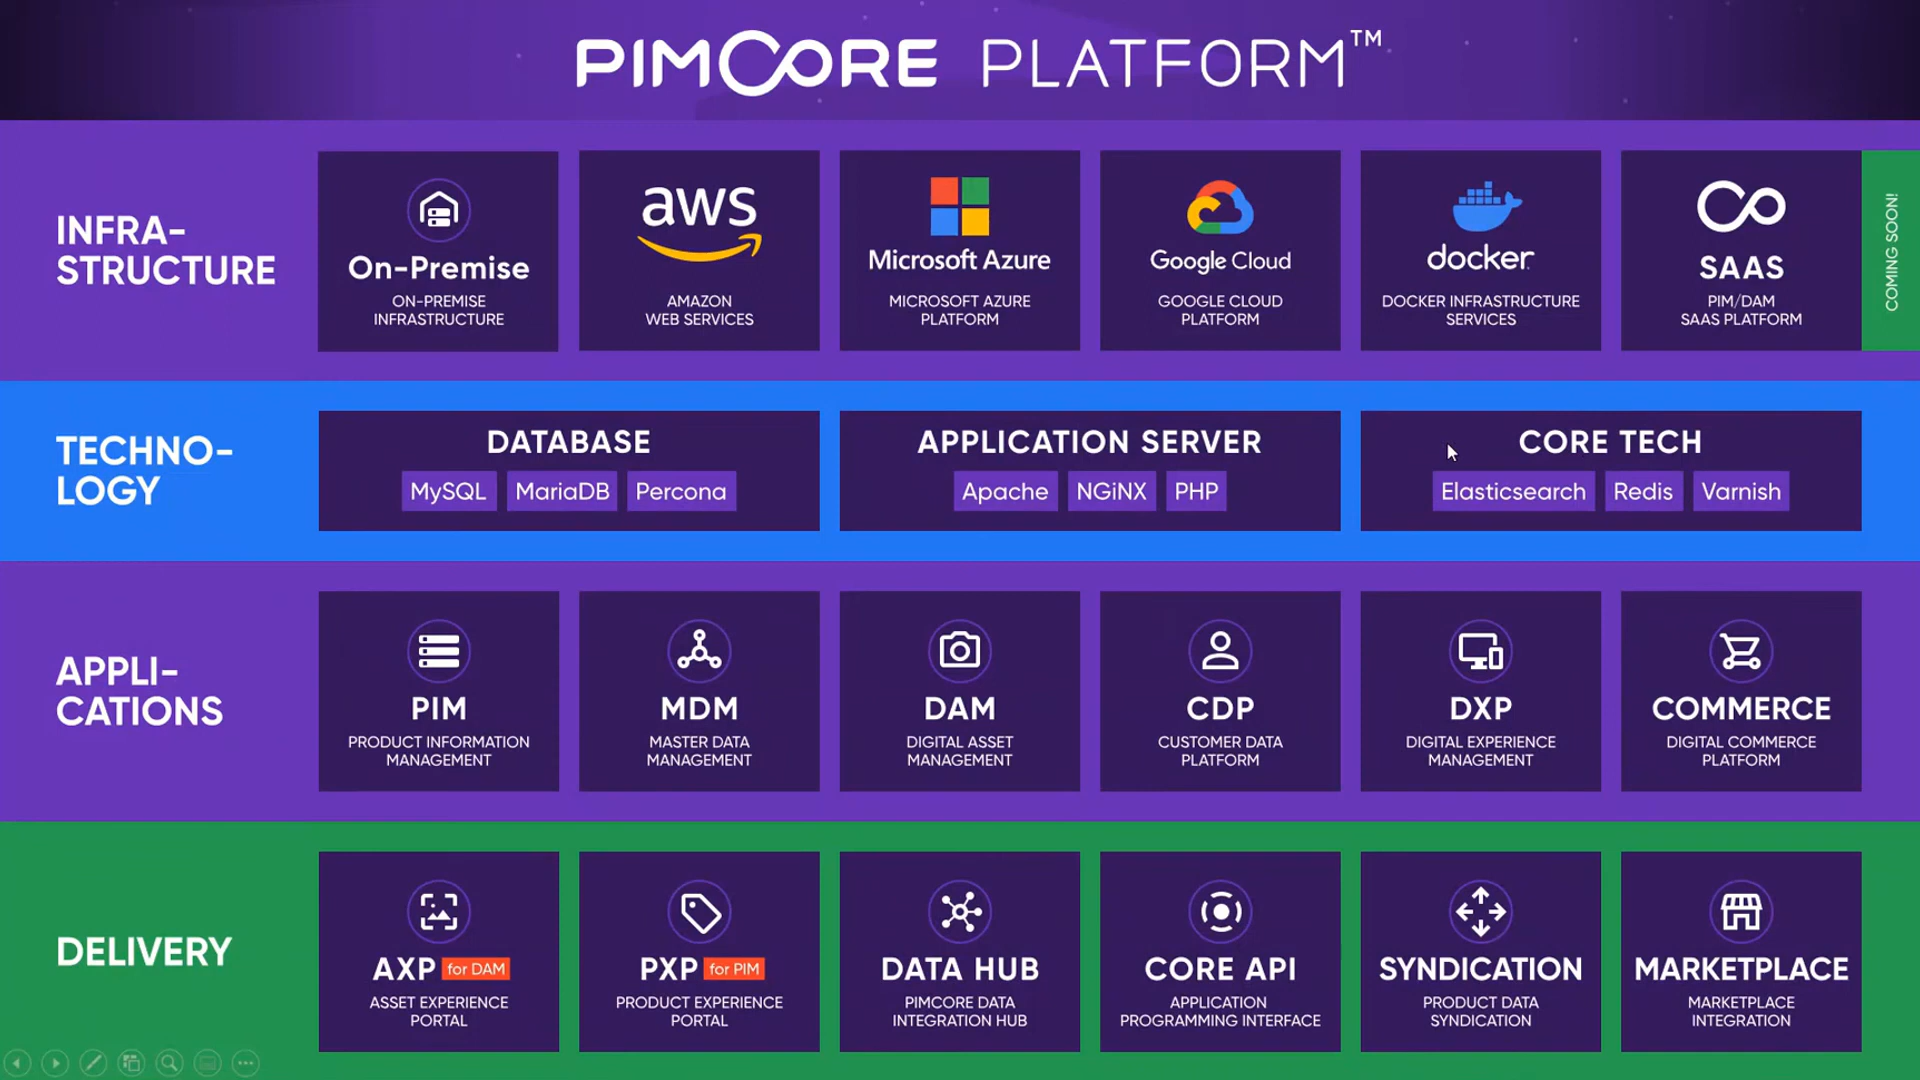 PIMCORE PLATFORM™
INFRA-
STRUCTURE
On-Premise
ON-PREMISE
INFRASTRUCTURE
aws
AMAZON
WEB SERVICES
Microsoft Azure
MICROSOFT AZURE
PLATFORM
Google Cloud
GOOGLE CLOUD
PLATFORM
docker
DOCKER INFRASTRUCTURE
SERVICES
SAAS
PIM/DAM
SAAS PLATFORM
COMING SOON!
TECHNO-
LOGY
DATABASE
MySQL MariaDB Percona
APPLICATION SERVER
Apache NGiNX PHP
CORE TECH
Elasticsearch Redis Varnish
APPLI-
CATIONS
PIM
PRODUCT INFORMATION
MANAGEMENT
MDM
MASTER DATA
MANAGEMENT
DAM
DIGITAL ASSET
MANAGEMENT
CDP
CUSTOMER DATA
PLATFORM
DXP
DIGITAL EXPERIENCE
MANAGEMENT
COMMERCE
DIGITAL COMMERCE
PLATFORM
DELIVERY
AXP for DAM
ASSET EXPERIENCE
PORTAL
PXP for PIM
PRODUCT EXPERIENCE
PORTAL
DATA HUB
PIMCORE DATA
INTEGRATION HUB
CORE API
APPLICATION
PROGRAMMING INTERFACE
SYNDICATION
PRODUCT DATA
SYNDICATION
MARKETPLACE
MARKETPLACE
INTEGRATION